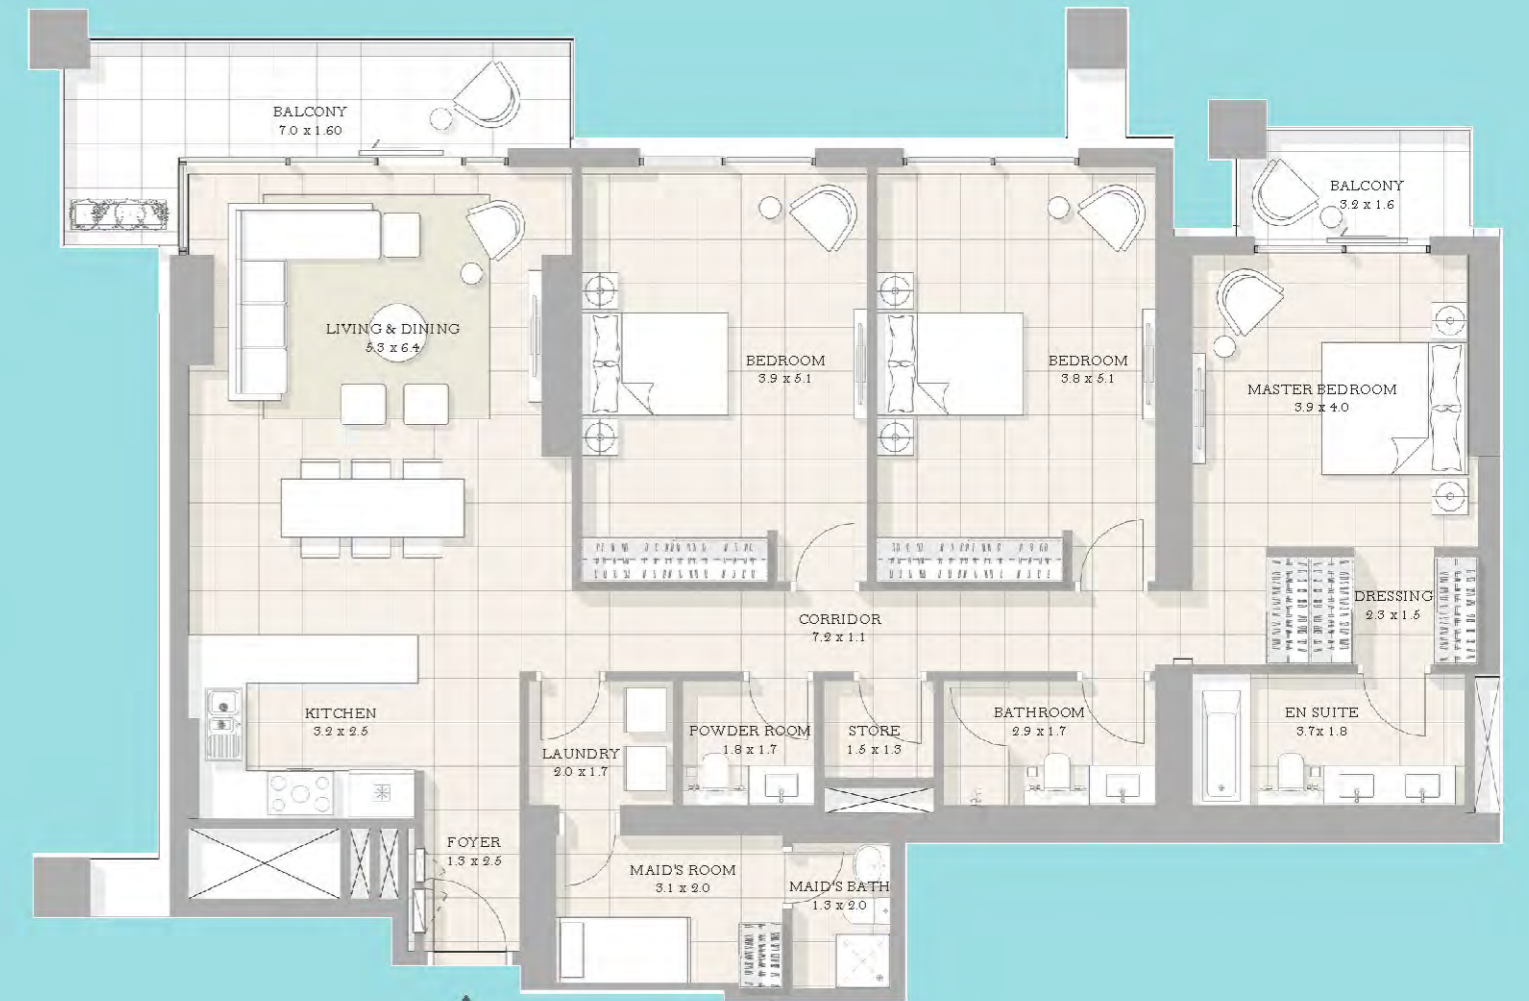 BALCONY
7.0 x 1.60
BALCONY
3.2 x 1.6
LIVING & DINING
5.3 x 6.4
BEDROOM
3.9 x 5.1
BEDROOM
3.8 x 5.1
MASTER BEDROOM
3.9 x 4.0
DRESSING
2.3 x 1.5
CORRIDOR
7.2 x 1.1
KITCHEN
3.2 x 2.5
LAUNDRY
2.0 x 1.7
POWDER ROOM
1.8 x 1.7
STORE
1.5 x 1.3
BATHROOM
2.9 x 1.7
EN SUITE
3.7x 1.8
FOYER
1.3 x 2.5
MAID'S ROOM
3.1 x 2.0
MAID'S BATH
1.3 x 2.0